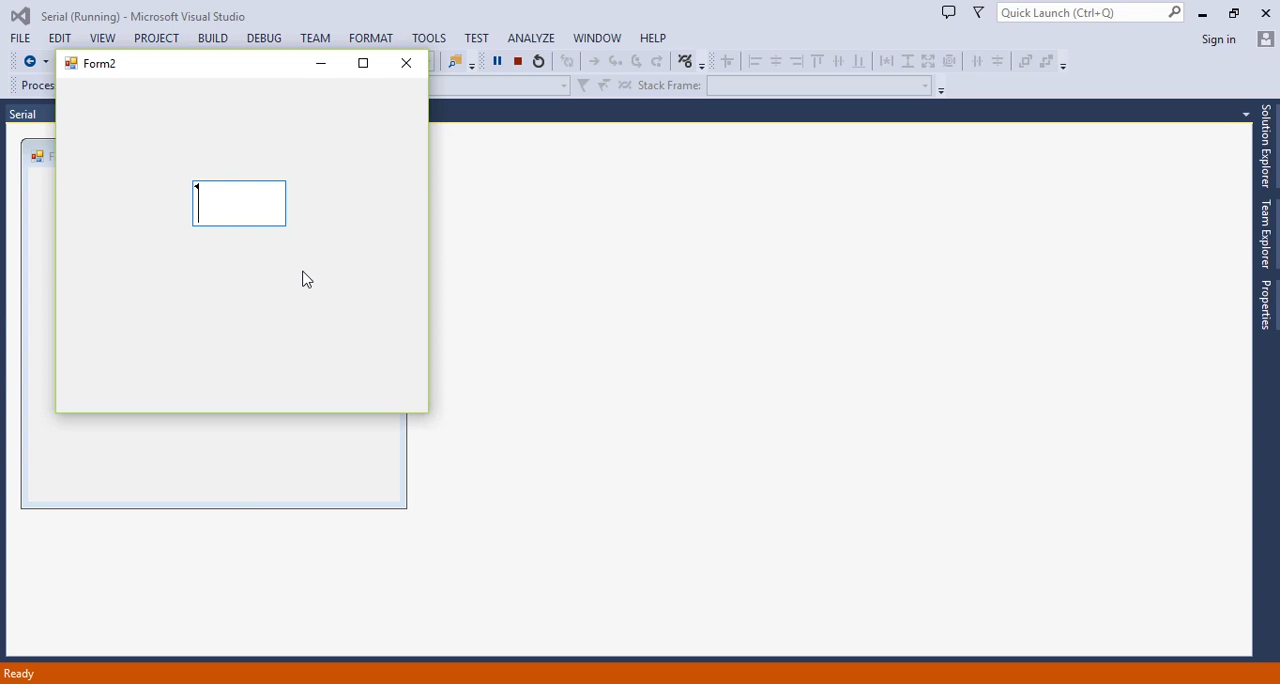 Serial (Running) - Microsoft Visual Studio
Quick Launch (Ctrl+Q)
FILE EDIT VIEW PROJECT BUILD DEBUG TEAM FORMAT TOOLS TEST ANALYZE WINDOW HELP
Sign in
Form2
Proces
Stack Frame:
Serial
Solution Explorer
Team Explorer
Properties
Ready